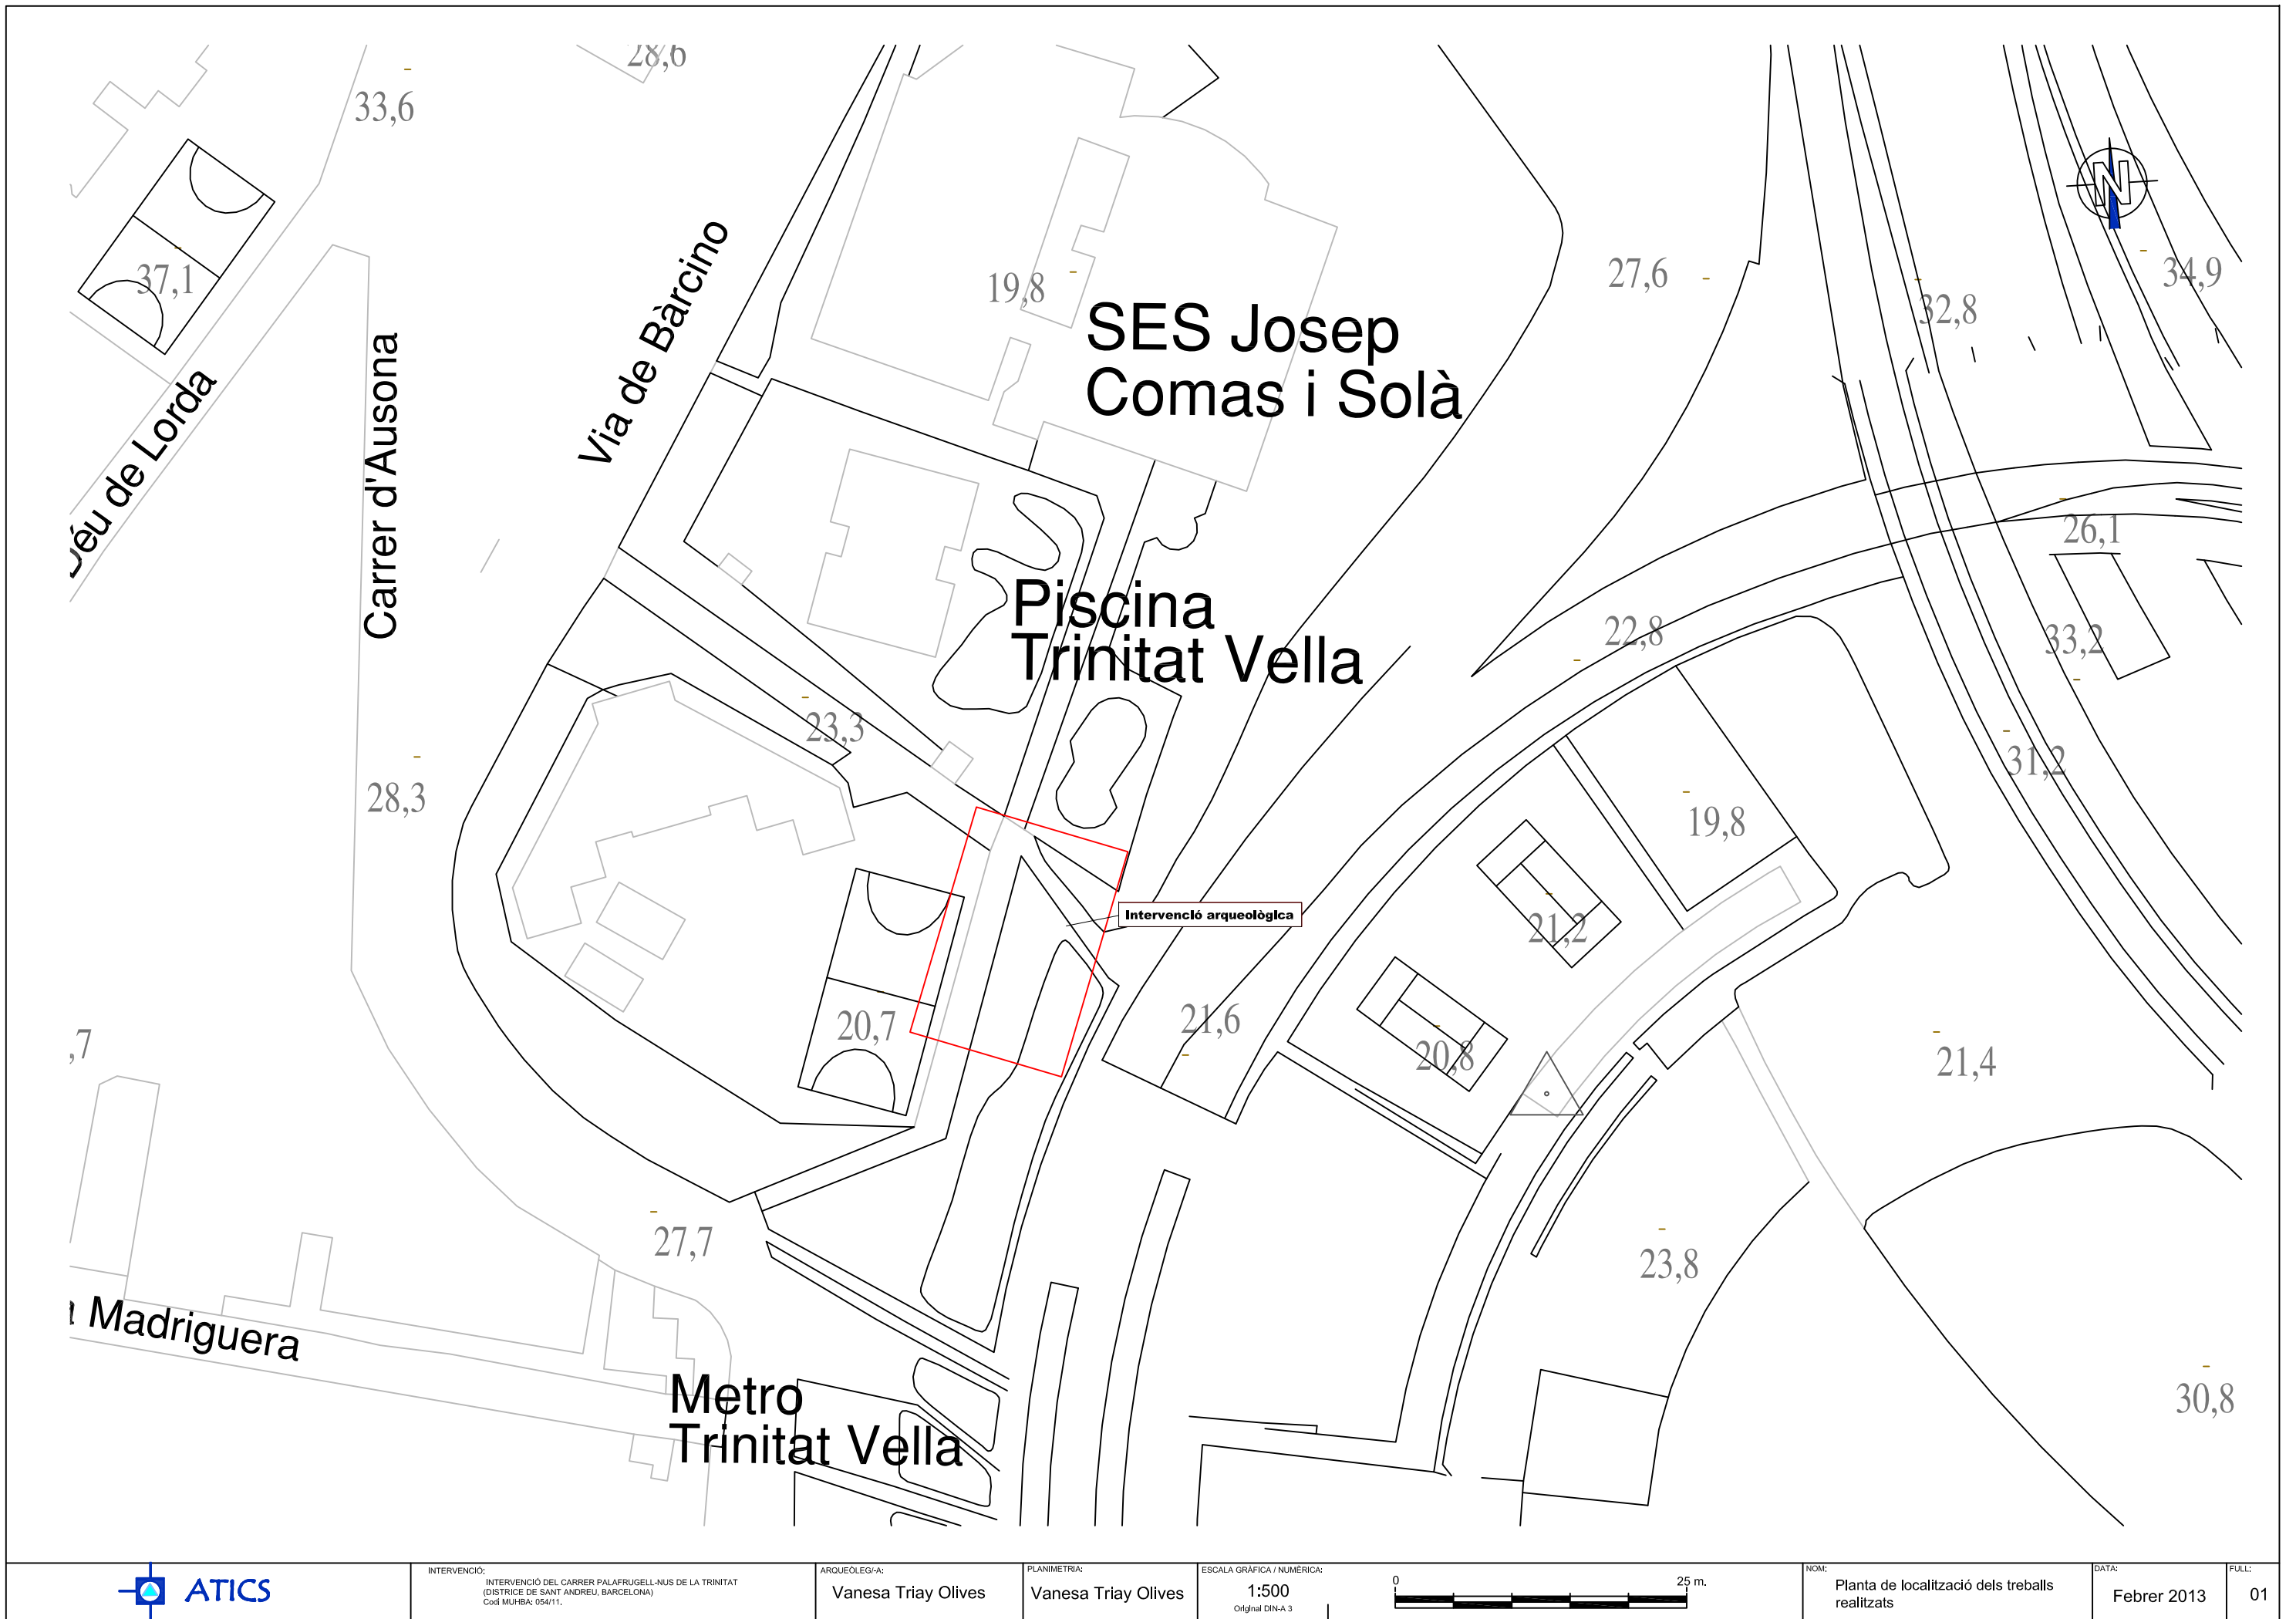 28,6
33,6
37,1
Déu de Lorda
Carrer d'Ausona
Via de Bàrcino
19,8
SES Josep
Comas i Solà
27,6
32,8
N
34,9
26,1
33,2
31,2
22,8
Piscina
Trinitat Vella
23,3
28,3
19,8
21,2
Intervenció arqueològica
20,7
21,6
20,8
21,4
,7
27,7
23,8
Madriguera
30,8
Metro
Trinitat Vella
ATICS
INTERVENCIÓ:
INTERVENCIÓ DEL CARRER PALAFRUGELL-NUS DE LA TRINITAT
(DISTRICE DE SANT ANDREU, BARCELONA)
Codi MUHBA: 054/11.
ARQUEÒLEG/-A:
Vanesa Triay Olives
PLANIMETRIA:
Vanesa Triay Olives
ESCALA GRÀFICA / NUMÈRICA:
1:500
Original DIN-A 3
0
25 m.
NOM:
Planta de localització dels treballs
realitzats
DATA:
Febrer 2013
FULL:
01